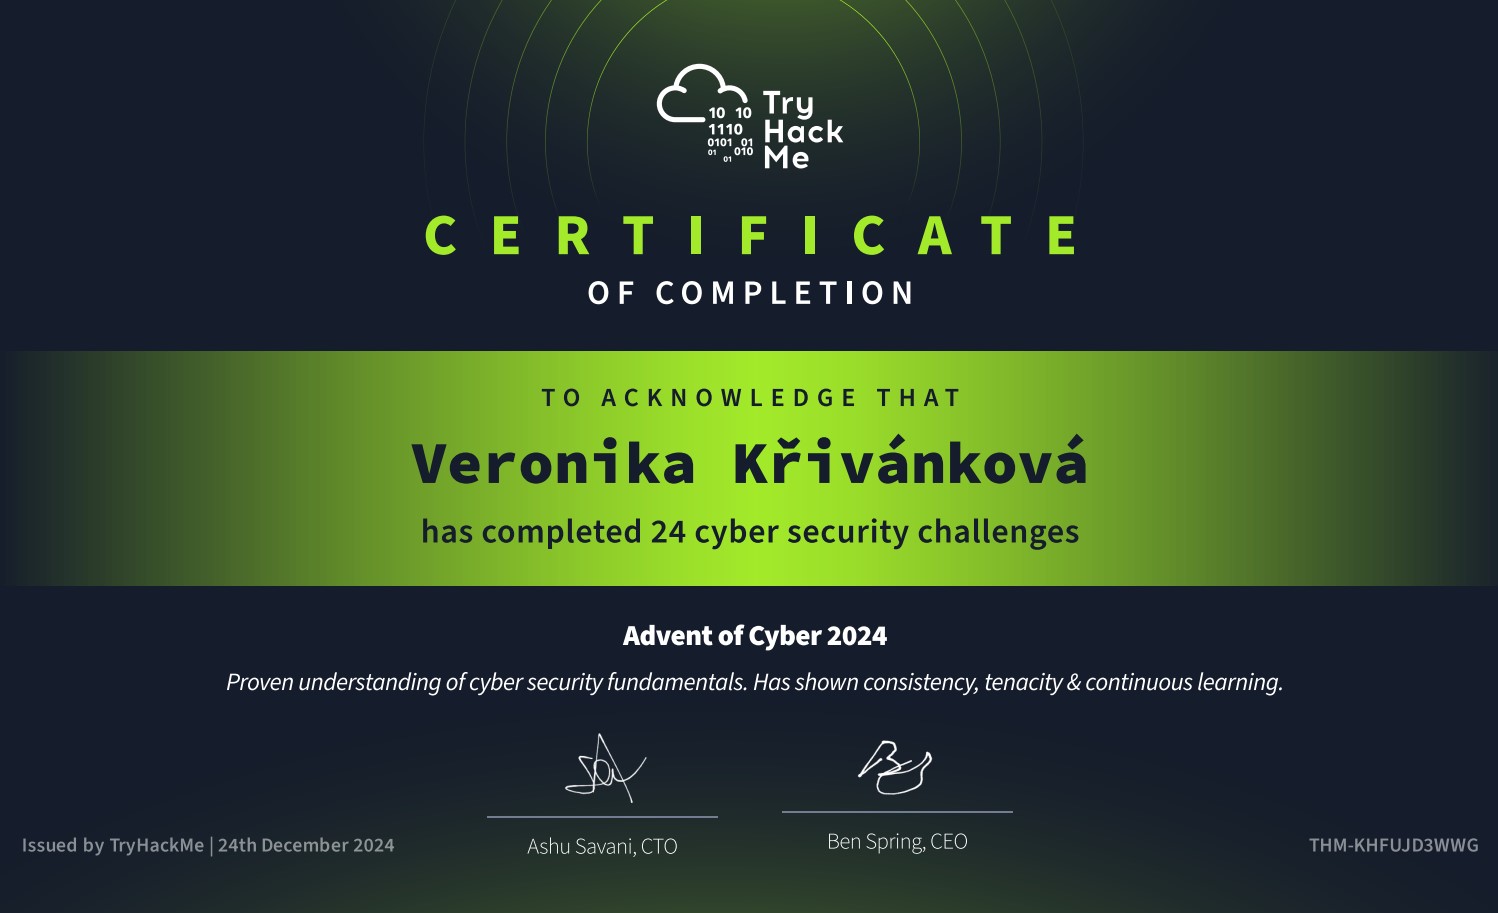 10 10
1110
0101 01
01 010
01
Try
Hack
Me
CERTIFICATE
OF COMPLETION
TO ACKNOWLEDGE THAT
Veronika Křivánková
has completed 24 cyber security challenges
Advent of Cyber 2024
Proven understanding of cyber security fundamentals. Has shown consistency, tenacity & continuous learning.
Ashu Savani, CTO
Ben Spring, CEO
Issued by TryHackMe | 24th December 2024
THM-KHFUJD3WWG